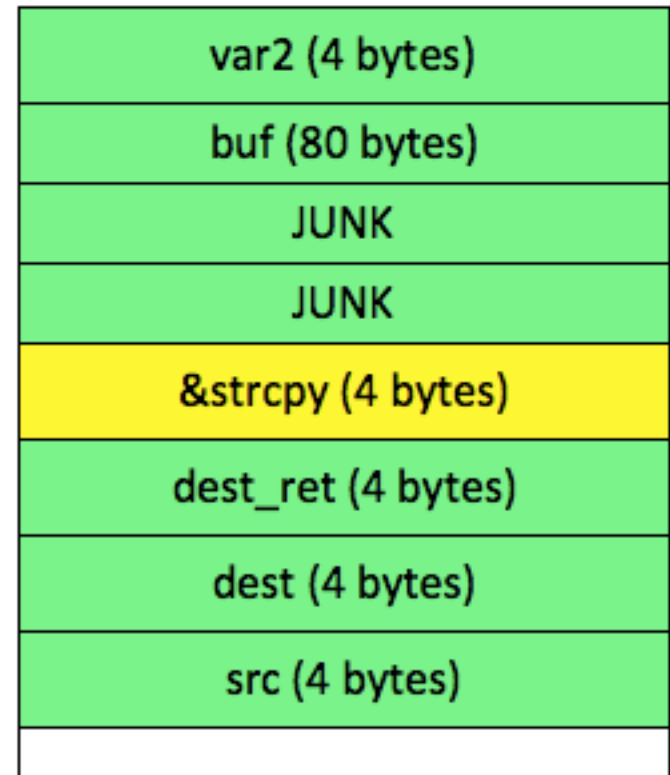 var2 (4 bytes)
buf (80 bytes)
JUNK
JUNK
&strcpy (4 bytes)
dest_ret (4 bytes)
dest (4 bytes)
src (4 bytes)